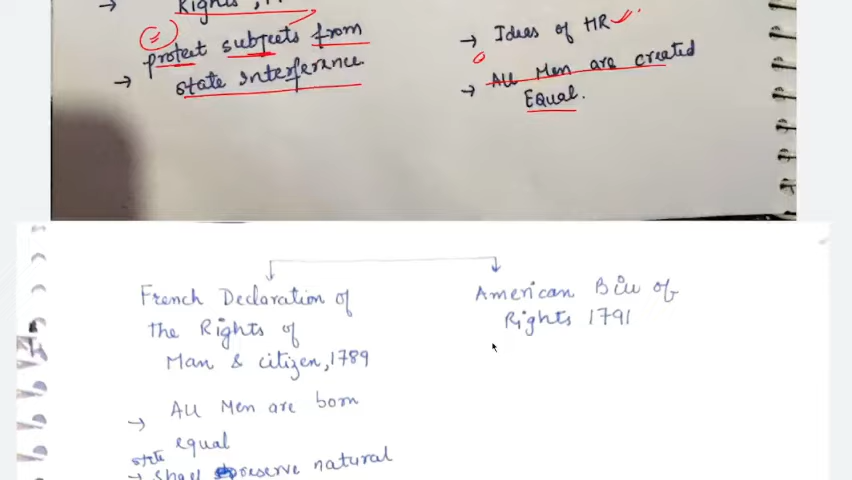 → Rights,
protect subjects from
→ state interference.
→ Ideas of HR
→ All Men are created
Equal.
French Declaration of
the Rights of
Man & citizen, 1789
→ All Men are born
equal
state
→ shall preserve natural
American Bill of
Rights 1791